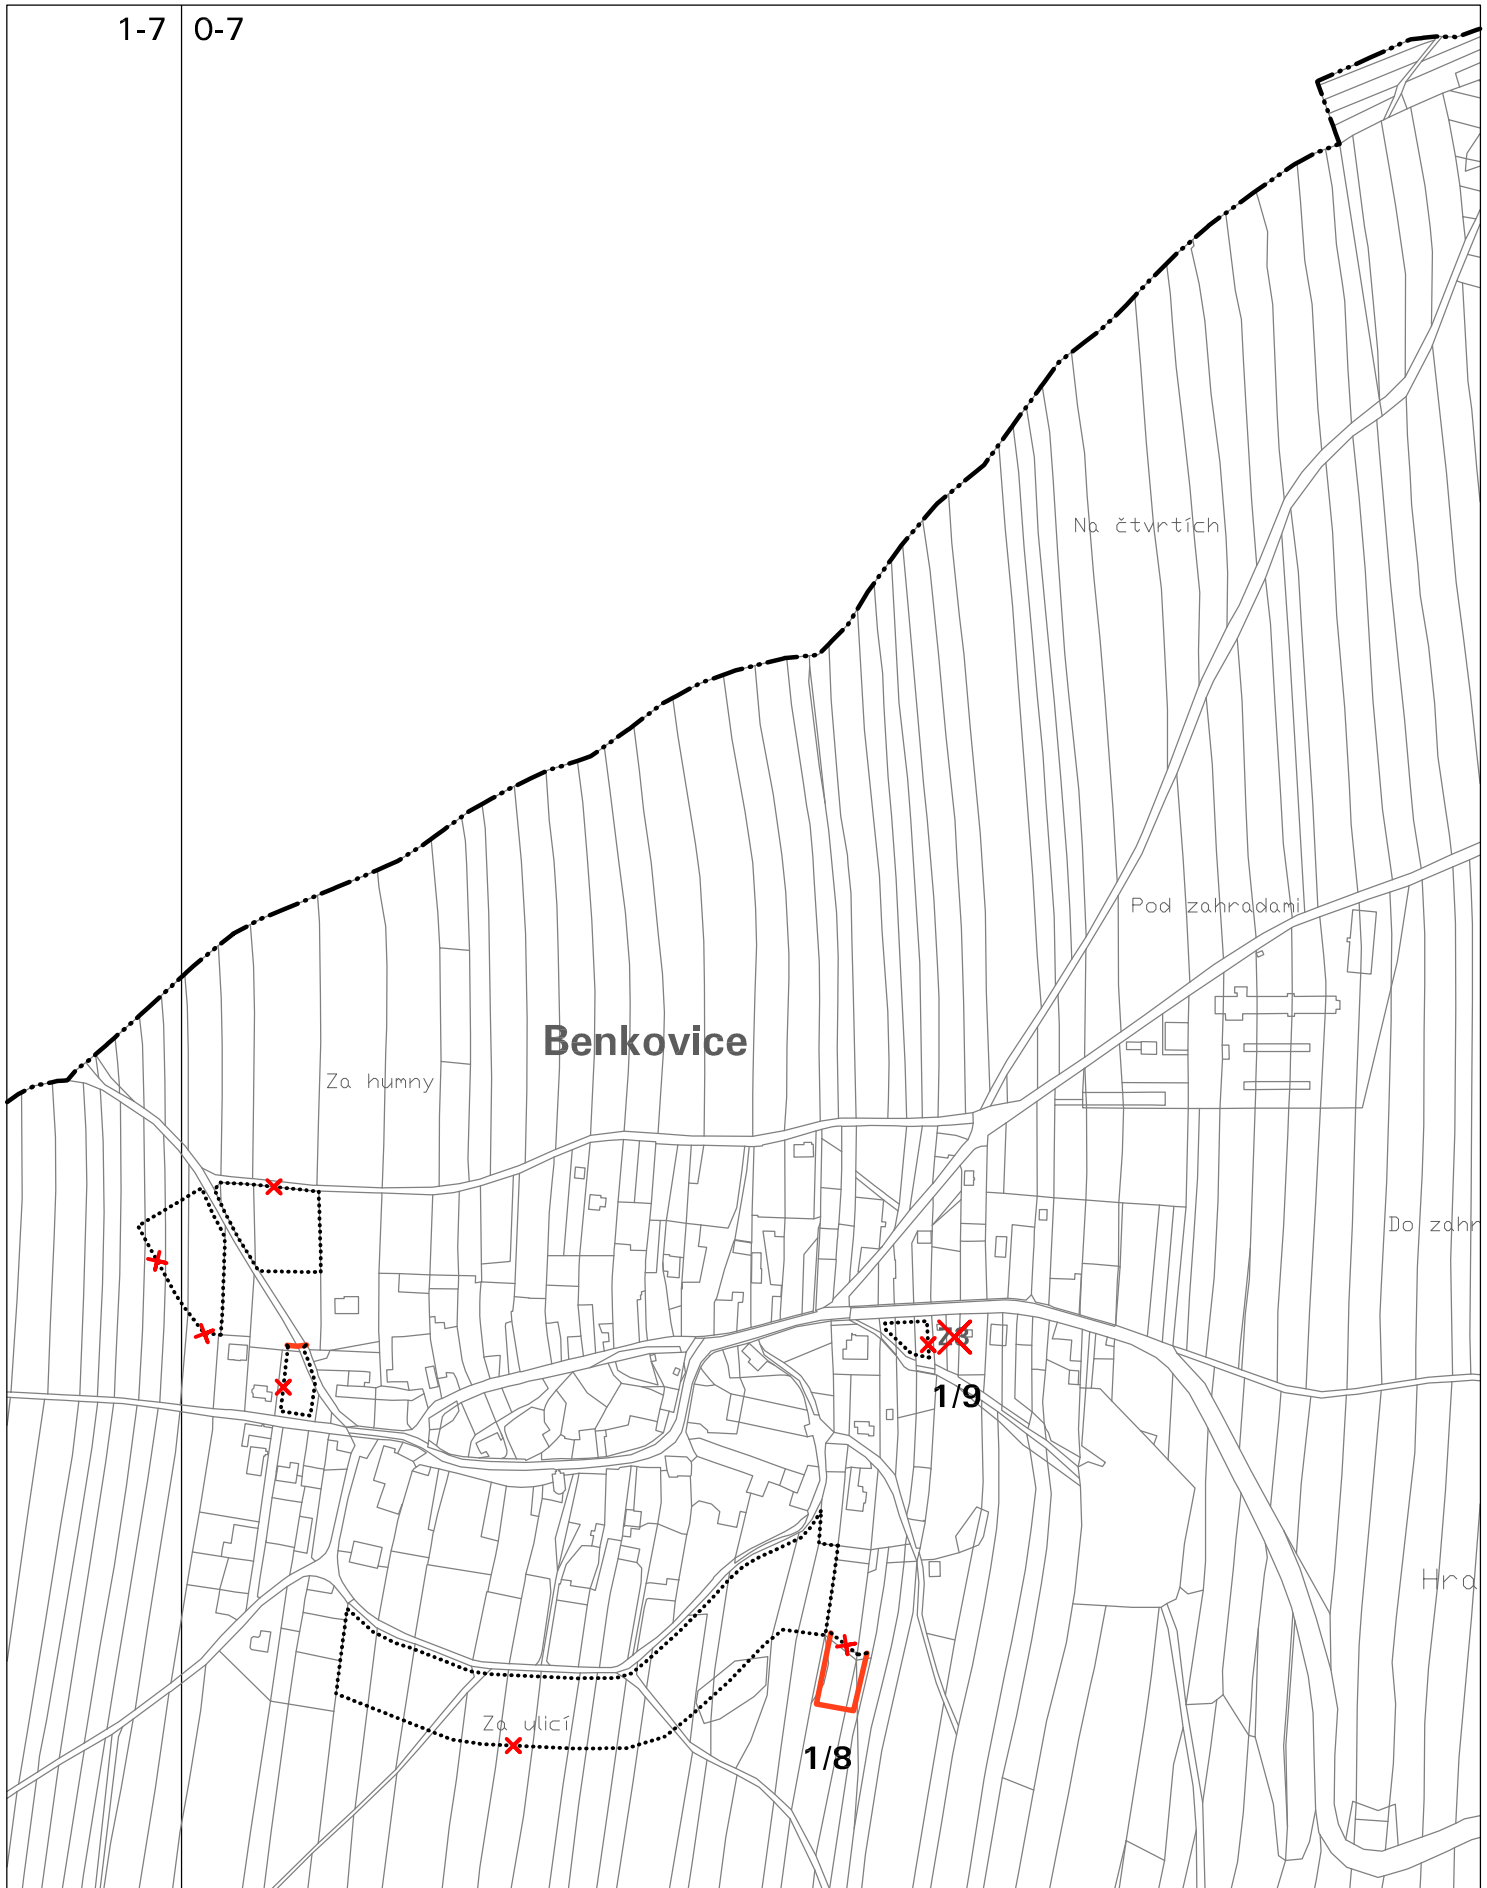 1-7 0-7
Na čtvrtích
Pod zahradami
Benkovice
Za humny
Do zahr
Z3
1/9
Hra
Za ulicí
1/8